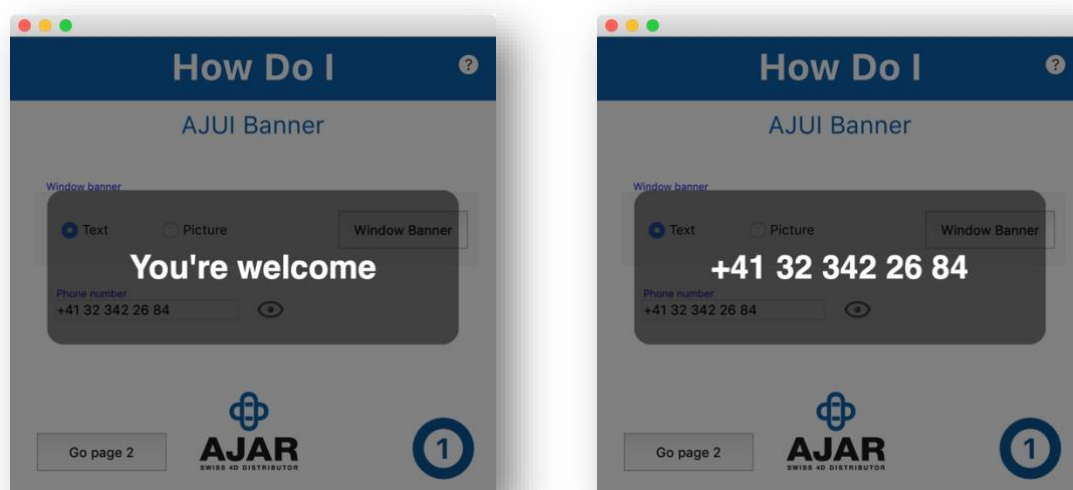 How Do I ?
AJUI Banner
Window banner
Text Picture Window Banner
You're welcome
Phone number
+41 32 342 26 84
Go page 2
AJAR
SWISS 4D DISTRIBUTOR
1
How Do I ?
AJUI Banner
Window banner
Text Picture Window Banner
+41 32 342 26 84
Phone number
+41 32 342 26 84
Go page 2
AJAR
SWISS 4D DISTRIBUTOR
1